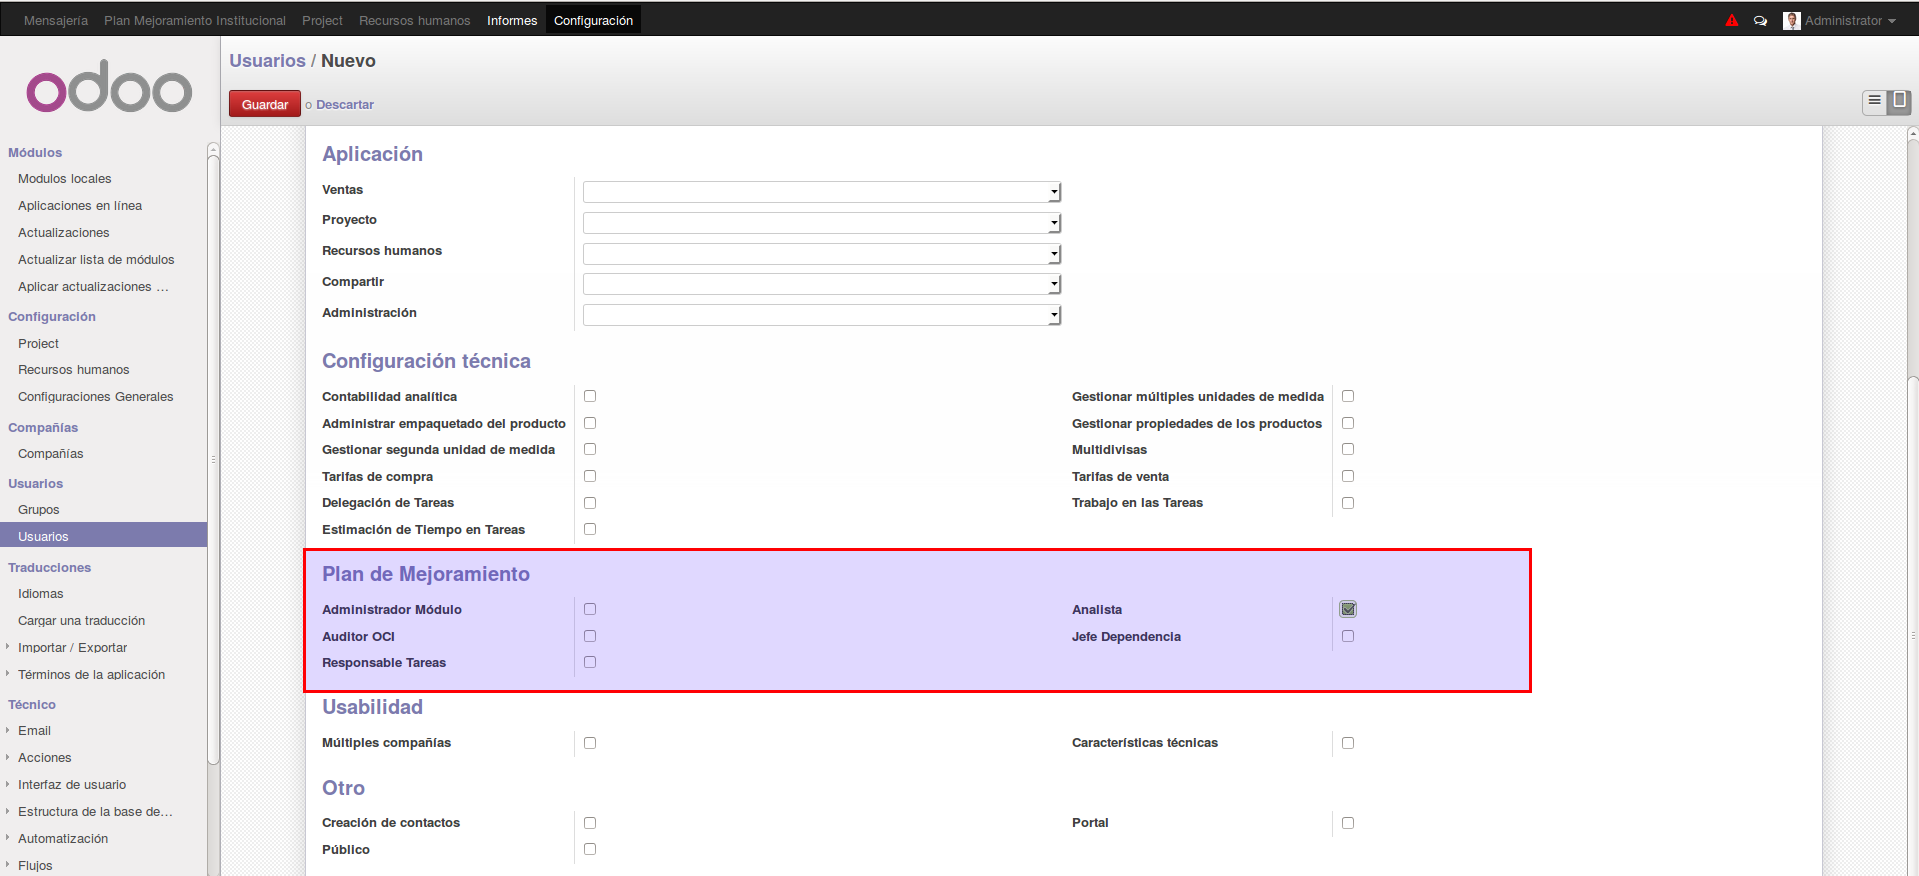 Mensajería Plan Mejoramiento Institucional Project Recursos humanos Informes Configuración Administrator
odoo
Usuarios / Nuevo
Guardar o Descartar
Módulos
Modulos locales
Aplicaciones en línea
Actualizaciones
Actualizar lista de módulos
Aplicar actualizaciones ...
Configuración
Project
Recursos humanos
Configuraciones Generales
Compañías
Compañías
Usuarios
Grupos
Usuarios
Traducciones
Idiomas
Cargar una traducción
Importar / Exportar
Términos de la aplicación
Técnico
Email
Acciones
Interfaz de usuario
Estructura de la base de...
Automatización
Flujos
Aplicación
Ventas
Proyecto
Recursos humanos
Compartir
Administración
Configuración técnica
Contabilidad analítica Gestionar múltiples unidades de medida
Administrar empaquetado del producto Gestionar propiedades de los productos
Gestionar segunda unidad de medida Multidivisas
Tarifas de compra Tarifas de venta
Delegación de Tareas Trabajo en las Tareas
Estimación de Tiempo en Tareas
Plan de Mejoramiento
Administrador Módulo Analista
Auditor OCI Jefe Dependencia
Responsable Tareas
Usabilidad
Múltiples compañías Características técnicas
Otro
Creación de contactos Portal
Público